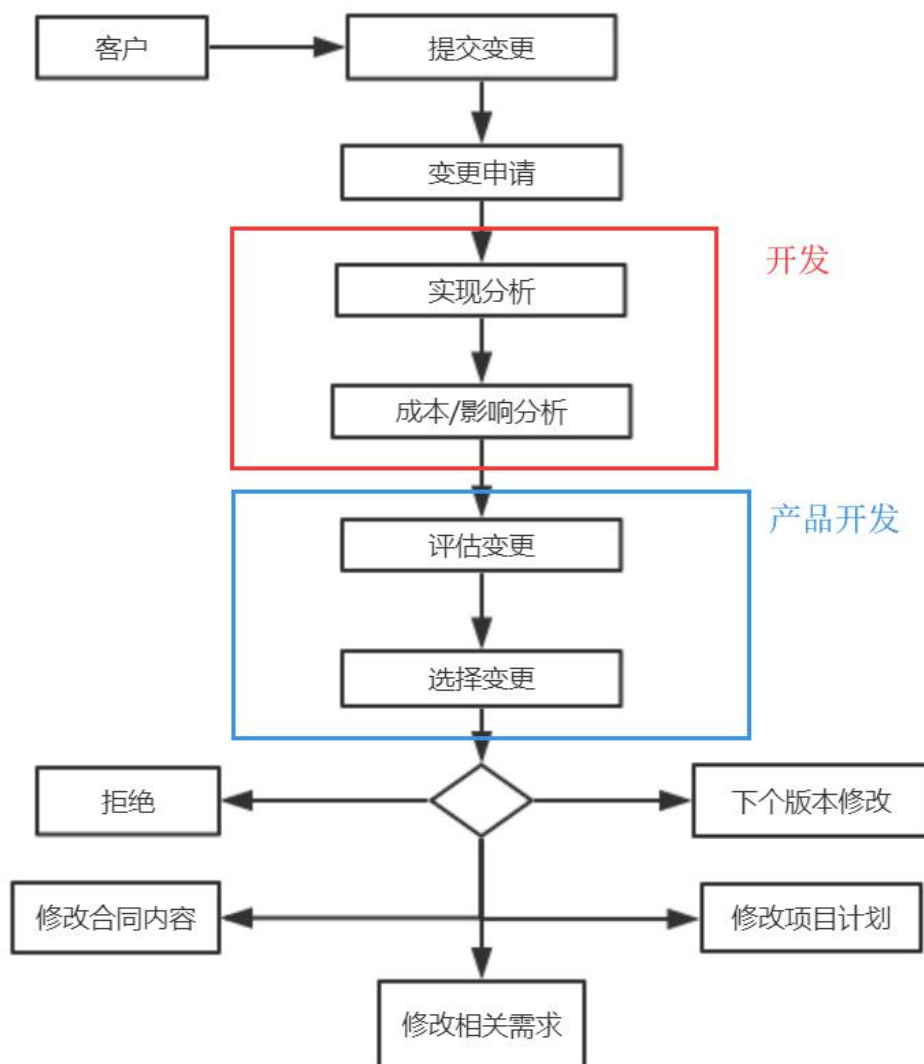 客户
提交变更
变更申请
开发
实现分析
成本/影响分析
产品开发
评估变更
选择变更
拒绝
下个版本修改
修改合同内容
修改项目计划
修改相关需求